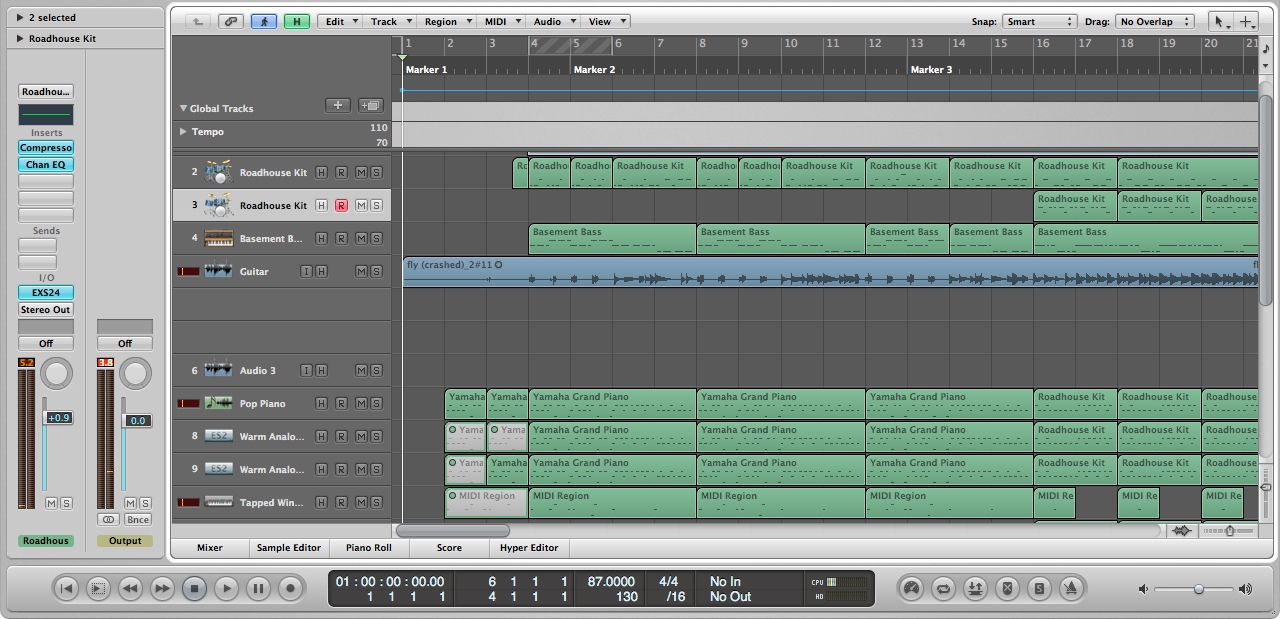 2 selected
Roadhouse Kit
H Edit Track Region MIDI Audio View Snap: Smart Drag: No Overlap
1 2 3 4 5 6 7 8 9 10 11 12 13 14 15 16 17 18 19 20 21
Marker 1 Marker 2 Marker 3
Roadhou...
Inserts
Compresso
Chan EQ
Sends
I/O
EXS24
Stereo Out
Off Off
5.2 3.8
+0.9 0.0
M S M S
Bnce
Roadhous Output
Global Tracks
Tempo 110
70
2 Roadhouse Kit H R M S Ro Roadho Roadho Roadhouse Kit Roadho Roadho Roadhouse Kit Roadhouse Kit Roadhouse Kit Roadhouse Kit Roadhouse Kit
3 Roadhouse Kit H R M S Roadhouse Kit Roadhouse Kit Roadhouse
4 Basement B... H R M S Basement Bass Basement Bass Basement Bass Basement Bass Basement Bass
Guitar I H M S fly (crashed)_2#11 fl
6 Audio 3 I H M S
Pop Piano H R M S Yamaha Yamaha Yamaha Grand Piano Yamaha Grand Piano Yamaha Grand Piano Roadhouse Kit Roadhouse Kit Roadhouse
8 ES2 Warm Analo... H R M S Yama Yama Yamaha Grand Piano Yamaha Grand Piano Yamaha Grand Piano Roadhouse Kit Roadhouse Kit Roadhouse
9 ES2 Warm Analo... H R M S Yama Yamaha Yamaha Grand Piano Yamaha Grand Piano Yamaha Grand Piano Roadhouse Kit Roadhouse Kit Roadhouse
Tapped Win... H R M S MIDI Region MIDI Region MIDI Region MIDI Region MIDI Re MIDI Re MIDI Re
Mixer Sample Editor Piano Roll Score Hyper Editor
01 : 00 : 00 : 00.00 6 1 1 1 87.0000 4/4 No In CPU
1 1 1 1 4 1 1 1 130 /16 No Out HD
S